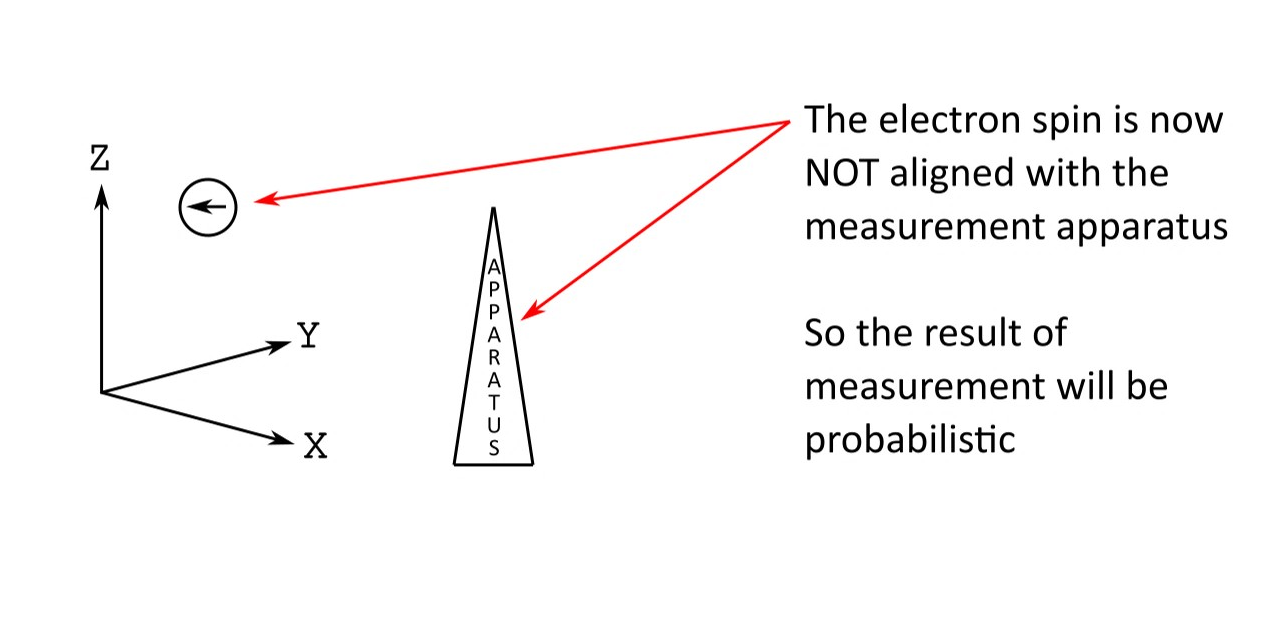 Z
Y
X
APPARATUS
The electron spin is now
NOT aligned with the
measurement apparatus
So the result of
measurement will be
probabilistic